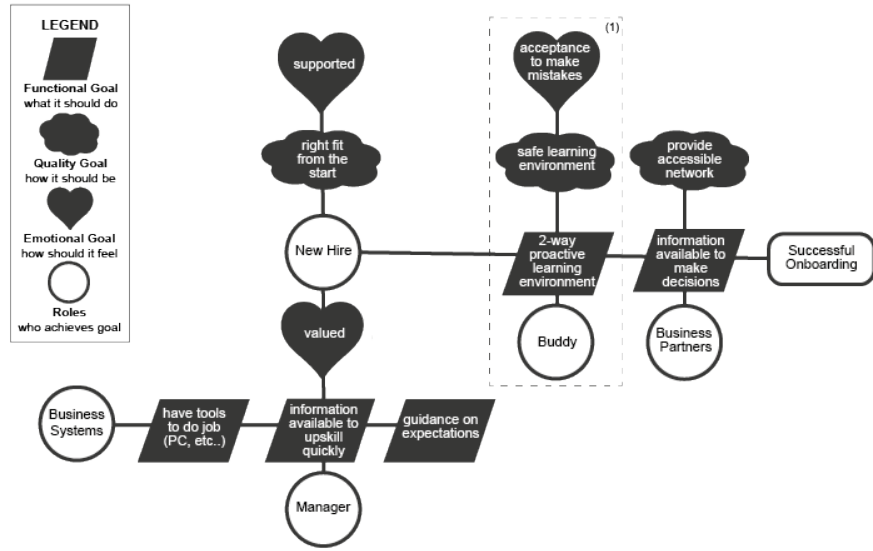 LEGEND
Functional Goal
what it should do
Quality Goal
how it should be
Emotional Goal
how should it feel
Roles
who achieves goal
supported
right fit
from the
start
New Hire
valued
(1)
acceptance
to make
mistakes
safe learning
environment
2-way
proactive
learning
environment
Buddy
provide
accessible
network
information
available to
make
decisions
Business
Partners
Successful
Onboarding
Business
Systems
have tools
to do job
(PC, etc..)
information
available to
upskill
quickly
guidance on
expectations
Manager